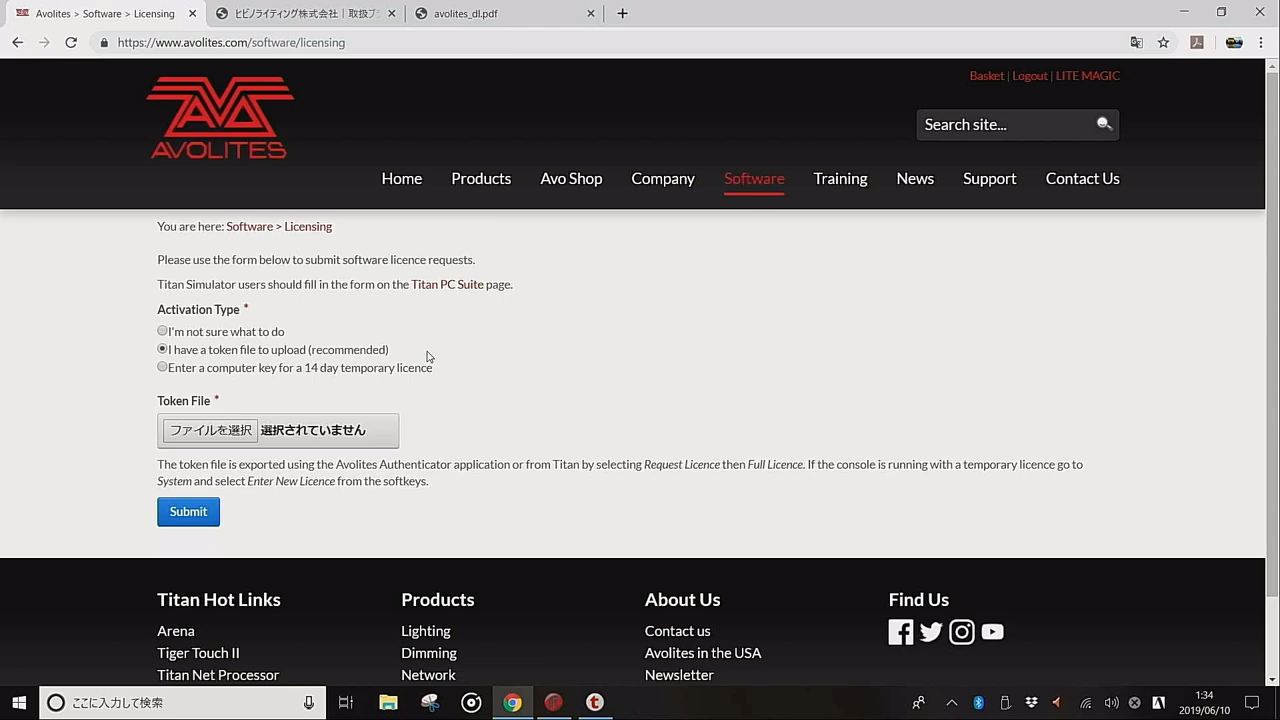 Avolites > Software > Licensing
ヒビノライティング株式会社 | 取扱ブ
avolites_dl.pdf
https://www.avolites.com/software/licensing
AVOLITES
Basket | Logout | LITE MAGIC
Search site...
Home Products Avo Shop Company Software Training News Support Contact Us
You are here: Software > Licensing
Please use the form below to submit software licence requests.
Titan Simulator users should fill in the form on the Titan PC Suite page.
Activation Type *
I'm not sure what to do
I have a token file to upload (recommended)
Enter a computer key for a 14 day temporary licence
Token File *
ファイルを選択 選択されていません
The token file is exported using the Avolites Authenticator application or from Titan by selecting Request Licence then Full Licence. If the console is running with a temporary licence go to
System and select Enter New Licence from the softkeys.
Submit
Titan Hot Links
Arena
Tiger Touch II
Titan Net Processor
Products
Lighting
Dimming
Network
About Us
Contact us
Avolites in the USA
Newsletter
Find Us
ここに入力して検索
A
1:34
2019/06/10